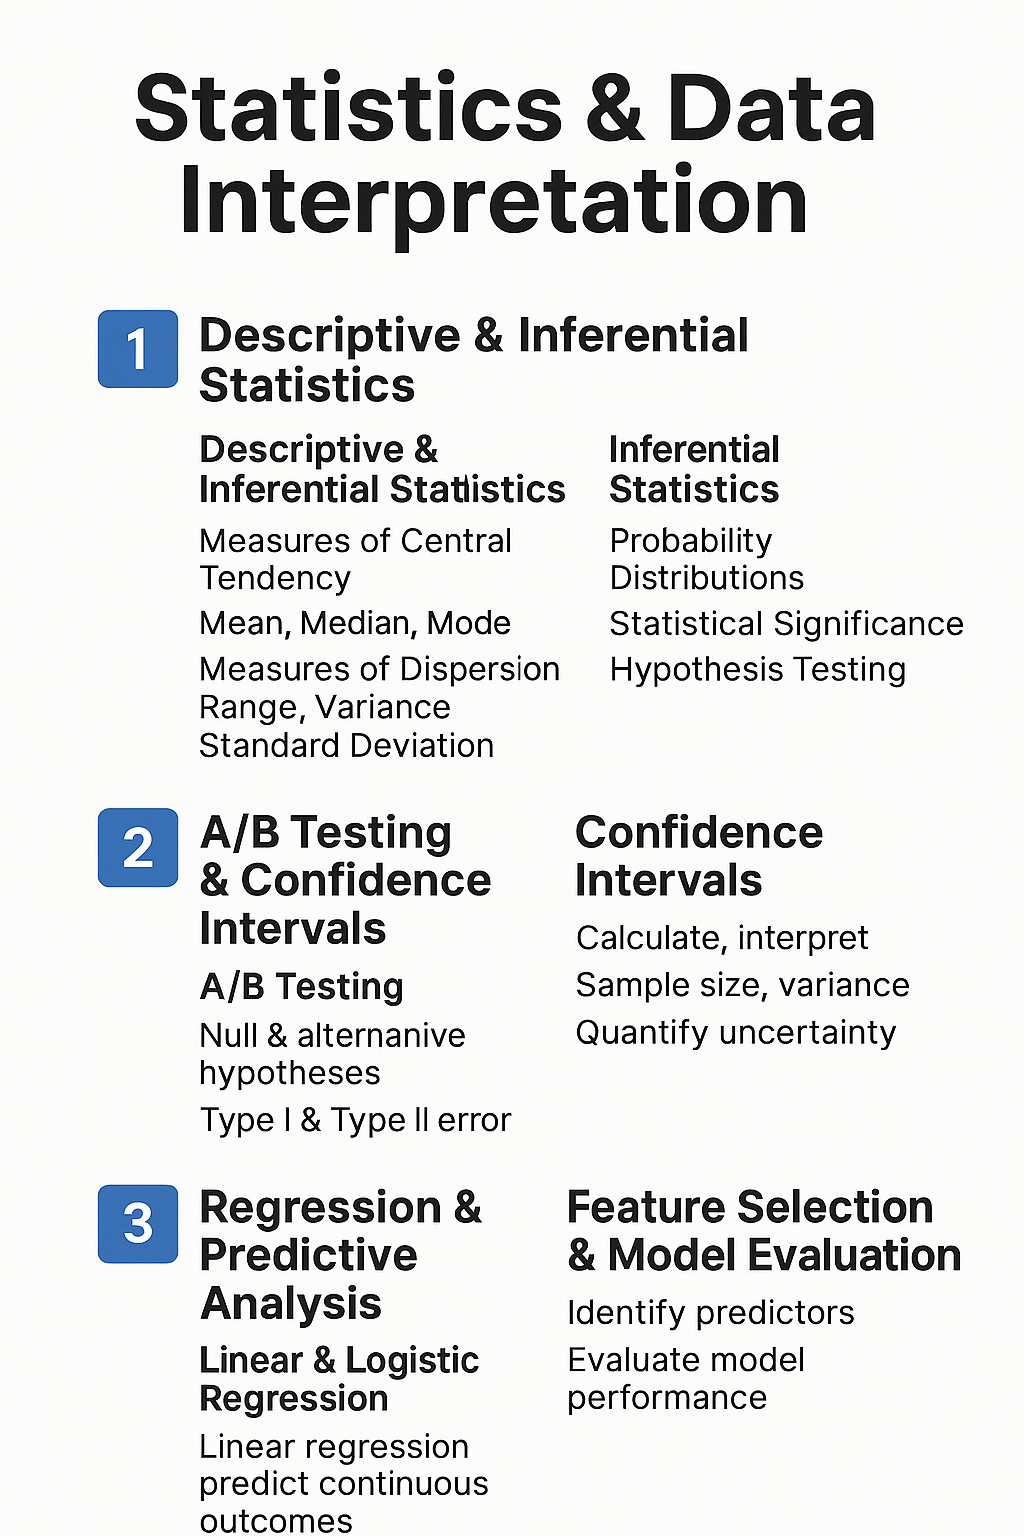 Statistics & Data
Interpretation
1
Descriptive & Inferential
Statistics
Descriptive &
Inferential Stattistics
Measures of Central
Tendency
Mean, Median, Mode
Measures of Dispersion
Range, Variance
Standard Deviation
Inferential
Statistics
Probability
Distributions
Statistical Significance
Hypothesis Testing
2
A/B Testing
& Confidence
Intervals
A/B Testing
Null & alternanive
hypotheses
Type I & Type II error
Confidence
Intervals
Calculate, interpret
Sample size, variance
Quantify uncertainty
3
Regression &
Predictive
Analysis
Linear & Logistic
Regression
Linear regression
predict continuous
outcomes
Feature Selection
& Model Evaluation
Identify predictors
Evaluate model
performance